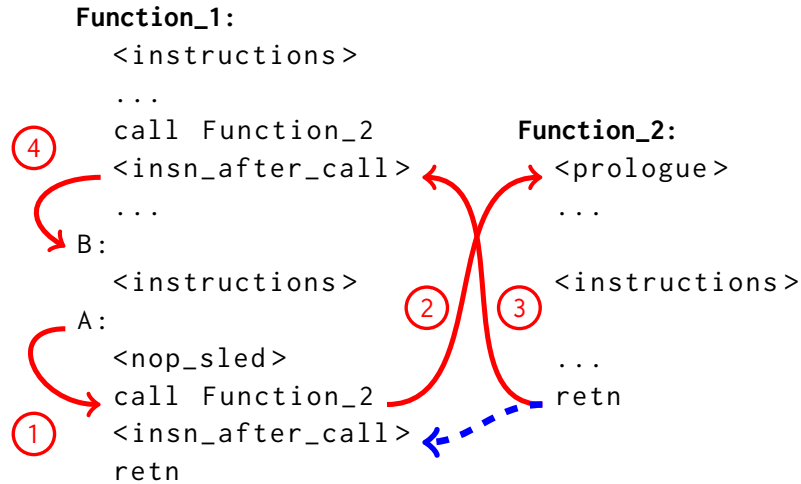 Function_1:
<instructions>
...
call Function_2
<insn_after_call>
...
B:
<instructions>
A:
<nop_sled>
call Function_2
<insn_after_call>
retn
Function_2:
<prologue>
...
<instructions>
...
retn
4
2
3
1